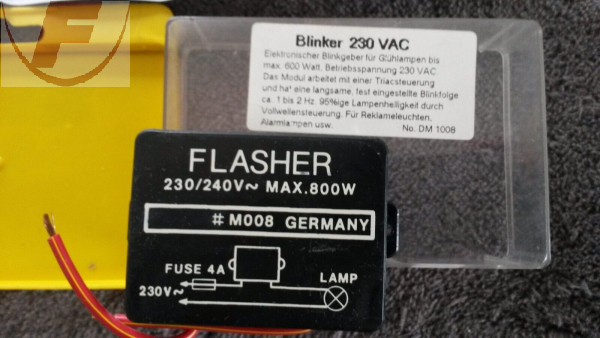 Blinker 230 VAC
Elektronischer Blinkgeber für Glühlampen bis
max. 600 Watt, Betriebsspannung 230 VAC
Das Modul arbeitet mit einer Triacsteuerung
und hat eine langsame, fest eingestellte Blinkfolge
ca. 1 bis 2 Hz. 95%ige Lampenhelligkeit durch
Vollwellensteuerung. Für Reklameleuchten,
Alarmlampen usw. No. DM 1008
FLASHER
230/240V~ MAX.800W
# M008 GERMANY
FUSE 4A
LAMP
230V~